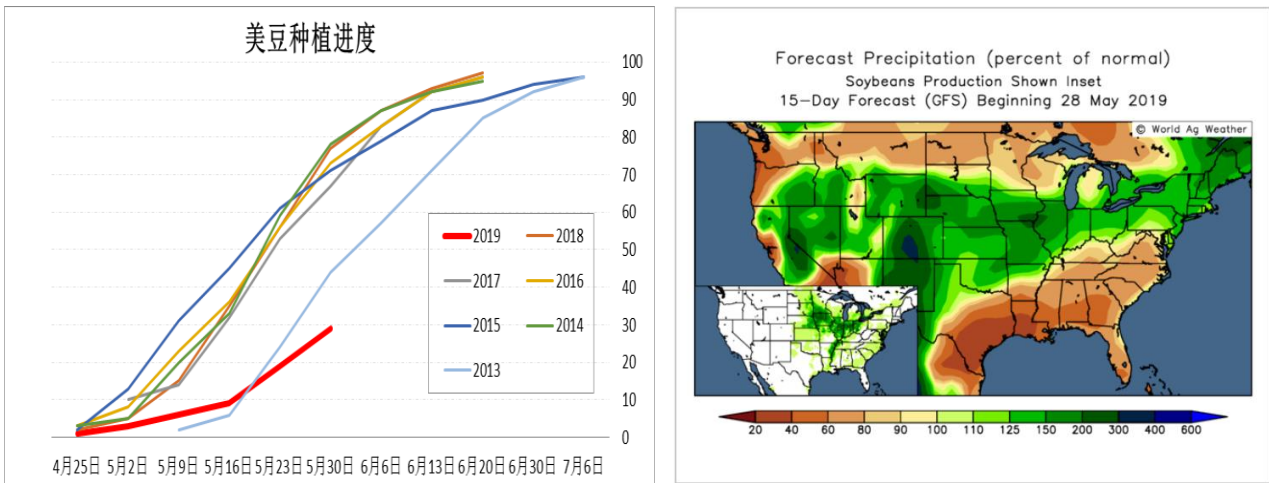 美豆种植进度
100
90
80
70
60
50
40
30
20
10
0
2019
2018
2017
2016
2015
2014
2013
4月25日 5月2日 5月9日 5月16日 5月23日 5月30日 6月6日 6月13日 6月20日 6月30日 7月6日
Forecast Precipitation (percent of normal)
Soybeans Production Shown Inset
15-Day Forecast (GFS) Beginning 28 May 2019
© World Ag Weather
20 40 60 80 90 100 110 125 150 200 300 400 600